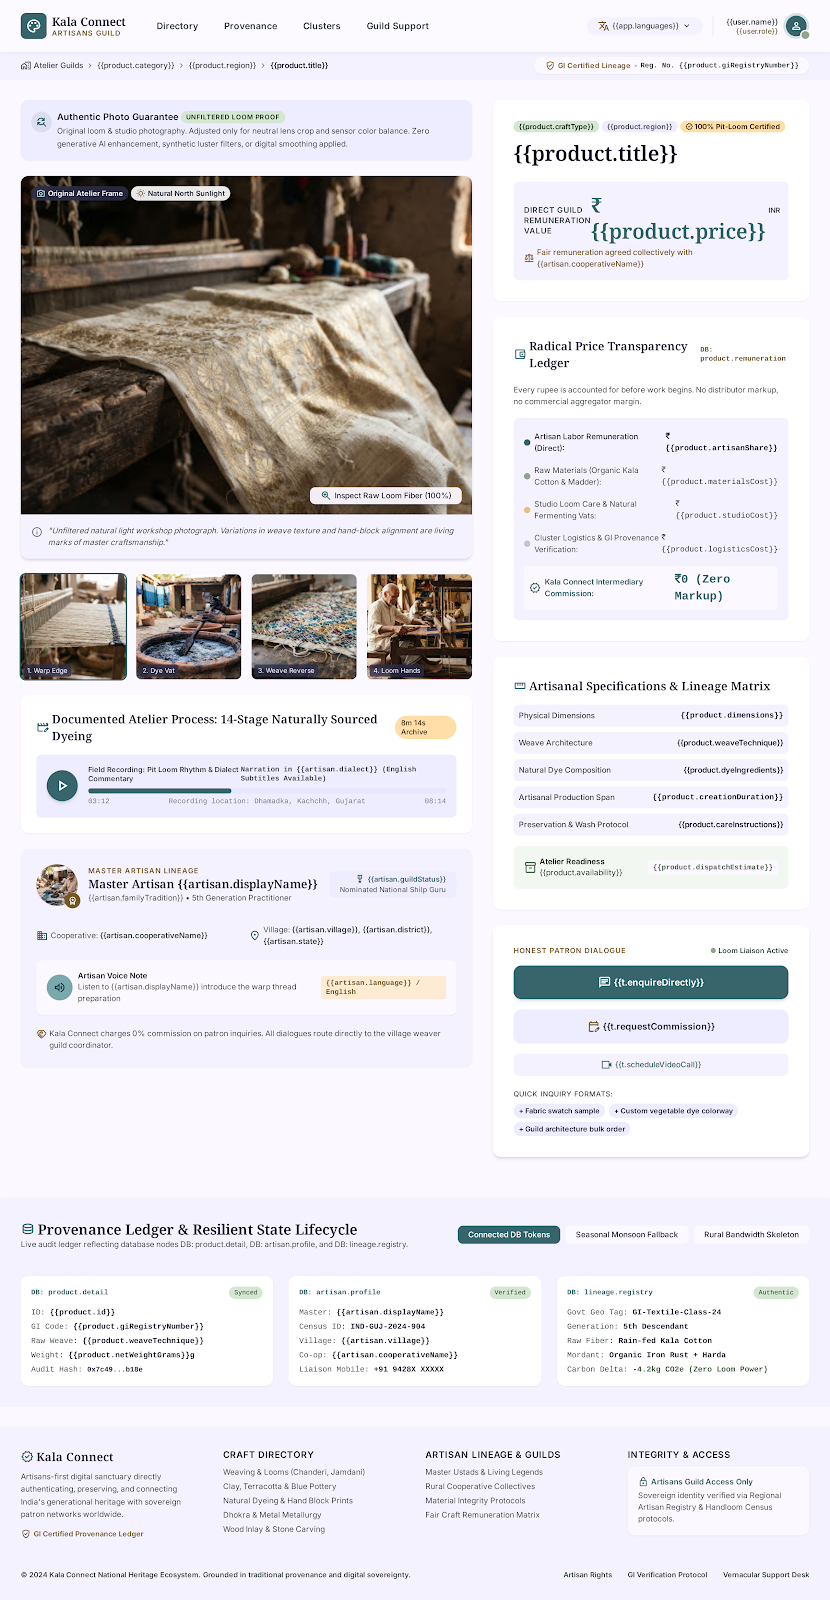 Kala Connect
ARTISANS GUILD
Directory
Provenance
Clusters
Guild Support
{{app.languages}}
{{user.name}}
{{user.role}}
Atelier Guilds › {{product.category}} › {{product.region}} › {{product.title}}
GI Certified Lineage • Reg. No. {{product.giRegistryNumber}}
Authentic Photo Guarantee
UNFILTERED LOOM PROOF
Original loom & studio photography. Adjusted only for neutral lens crop and sensor color balance. Zero
generative AI enhancement, synthetic luster filters, or digital smoothing applied.
Original Atelier Frame
Natural North Sunlight
Inspect Raw Loom Fiber (100%)
"Unfiltered natural light workshop photograph. Variations in weave texture and hand-block alignment are living
marks of master craftsmanship."
1. Warp Edge
2. Dye Vat
3. Weave Reverse
4. Loom Hands
Documented Atelier Process: 14-Stage Naturally Sourced
Dyeing
8m 14s
Archive
Field Recording: Pit Loom Rhythm & Dialect
Commentary
Narration in {{artisan.dialect}} (English
Subtitles Available)
03:12
Recording location: Dhamadka, Kachchh, Gujarat
08:14
MASTER ARTISAN LINEAGE
Master Artisan {{artisan.displayName}}
{{artisan.familyTradition}} • 5th Generation Practitioner
{{artisan.guildStatus}}
Nominated National Shilp Guru
Cooperative: {{artisan.cooperativeName}}
Village: {{artisan.village}}, {{artisan.district}},
{{artisan.state}}
Artisan Voice Note
Listen to {{artisan.displayName}} introduce the warp thread
preparation
{{artisan.language}} /
English
Kala Connect charges 0% commission on patron inquiries. All dialogues route directly to the village weaver
guild coordinator.
{{product.craftType}}
{{product.region}}
100% Pit-Loom Certified
{{product.title}}
DIRECT GUILD
REMUNERATION
VALUE
₹
{{product.price}}
INR
Fair remuneration agreed collectively with
{{artisan.cooperativeName}}
Radical Price Transparency
Ledger
DB:
product.remuneration
Every rupee is accounted for before work begins. No distributor markup,
no commercial aggregator margin.
Artisan Labor Remuneration
(Direct):
₹
{{product.artisanShare}}
Raw Materials (Organic Kala
Cotton & Madder):
₹
{{product.materialsCost}}
Studio Loom Care & Natural
Fermenting Vats:
₹
{{product.studioCost}}
Cluster Logistics & GI Provenance
Verification:
₹
{{product.logisticsCost}}
Kala Connect Intermediary
Commission:
₹0 (Zero
Markup)
Artisanal Specifications & Lineage Matrix
Physical Dimensions
{{product.dimensions}}
Weave Architecture
{{product.weaveTechnique}}
Natural Dye Composition
{{product.dyeIngredients}}
Artisanal Production Span
{{product.creationDuration}}
Preservation & Wash Protocol
{{product.careInstructions}}
Atelier Readiness
{{product.availability}}
{{product.dispatchEstimate}}
HONEST PATRON DIALOGUE
Loom Liaison Active
{{t.enquireDirectly}}
{{t.requestCommission}}
{{t.scheduleVideoCall}}
QUICK INQUIRY FORMATS:
+ Fabric swatch sample
+ Custom vegetable dye colorway
+ Guild architecture bulk order
Provenance Ledger & Resilient State Lifecycle
Live audit ledger reflecting database nodes DB: product.detail, DB: artisan.profile, and DB: lineage.registry.
Connected DB Tokens
Seasonal Monsoon Fallback
Rural Bandwidth Skeleton
DB: product.detail
Synced
ID: {{product.id}}
GI Code: {{product.giRegistryNumber}}
Raw Weave: {{product.weaveTechnique}}
Weight: {{product.netWeightGrams}}g
Audit Hash: 0x7c49...b18e
DB: artisan.profile
Verified
Master: {{artisan.displayName}}
Census ID: IND-GUJ-2024-904
Village: {{artisan.village}}
Co-op: {{artisan.cooperativeName}}
Liaison Mobile: +91 9428X XXXXX
DB: lineage.registry
Authentic
Govt Geo Tag: GI-Textile-Class-24
Generation: 5th Descendant
Raw Fiber: Rain-fed Kala Cotton
Mordant: Organic Iron Rust + Harda
Carbon Delta: -4.2kg CO2e (Zero Loom Power)
Kala Connect
Artisans-first digital sanctuary directly
authenticating, preserving, and connecting
India's generational heritage with sovereign
patron networks worldwide.
GI Certified Provenance Ledger
CRAFT DIRECTORY
Weaving & Looms (Chanderi, Jamdani)
Clay, Terracotta & Blue Pottery
Natural Dyeing & Hand Block Prints
Dhokra & Metal Metallurgy
Wood Inlay & Stone Carving
ARTISAN LINEAGE & GUILDS
Master Ustads & Living Legends
Rural Cooperative Collectives
Material Integrity Protocols
Fair Craft Remuneration Matrix
INTEGRITY & ACCESS
Artisans Guild Access Only
Sovereign identity verified via Regional
Artisan Registry & Handloom Census
protocols.
© 2024 Kala Connect National Heritage Ecosystem. Grounded in traditional provenance and digital sovereignty.
Artisan Rights
GI Verification Protocol
Vernacular Support Desk